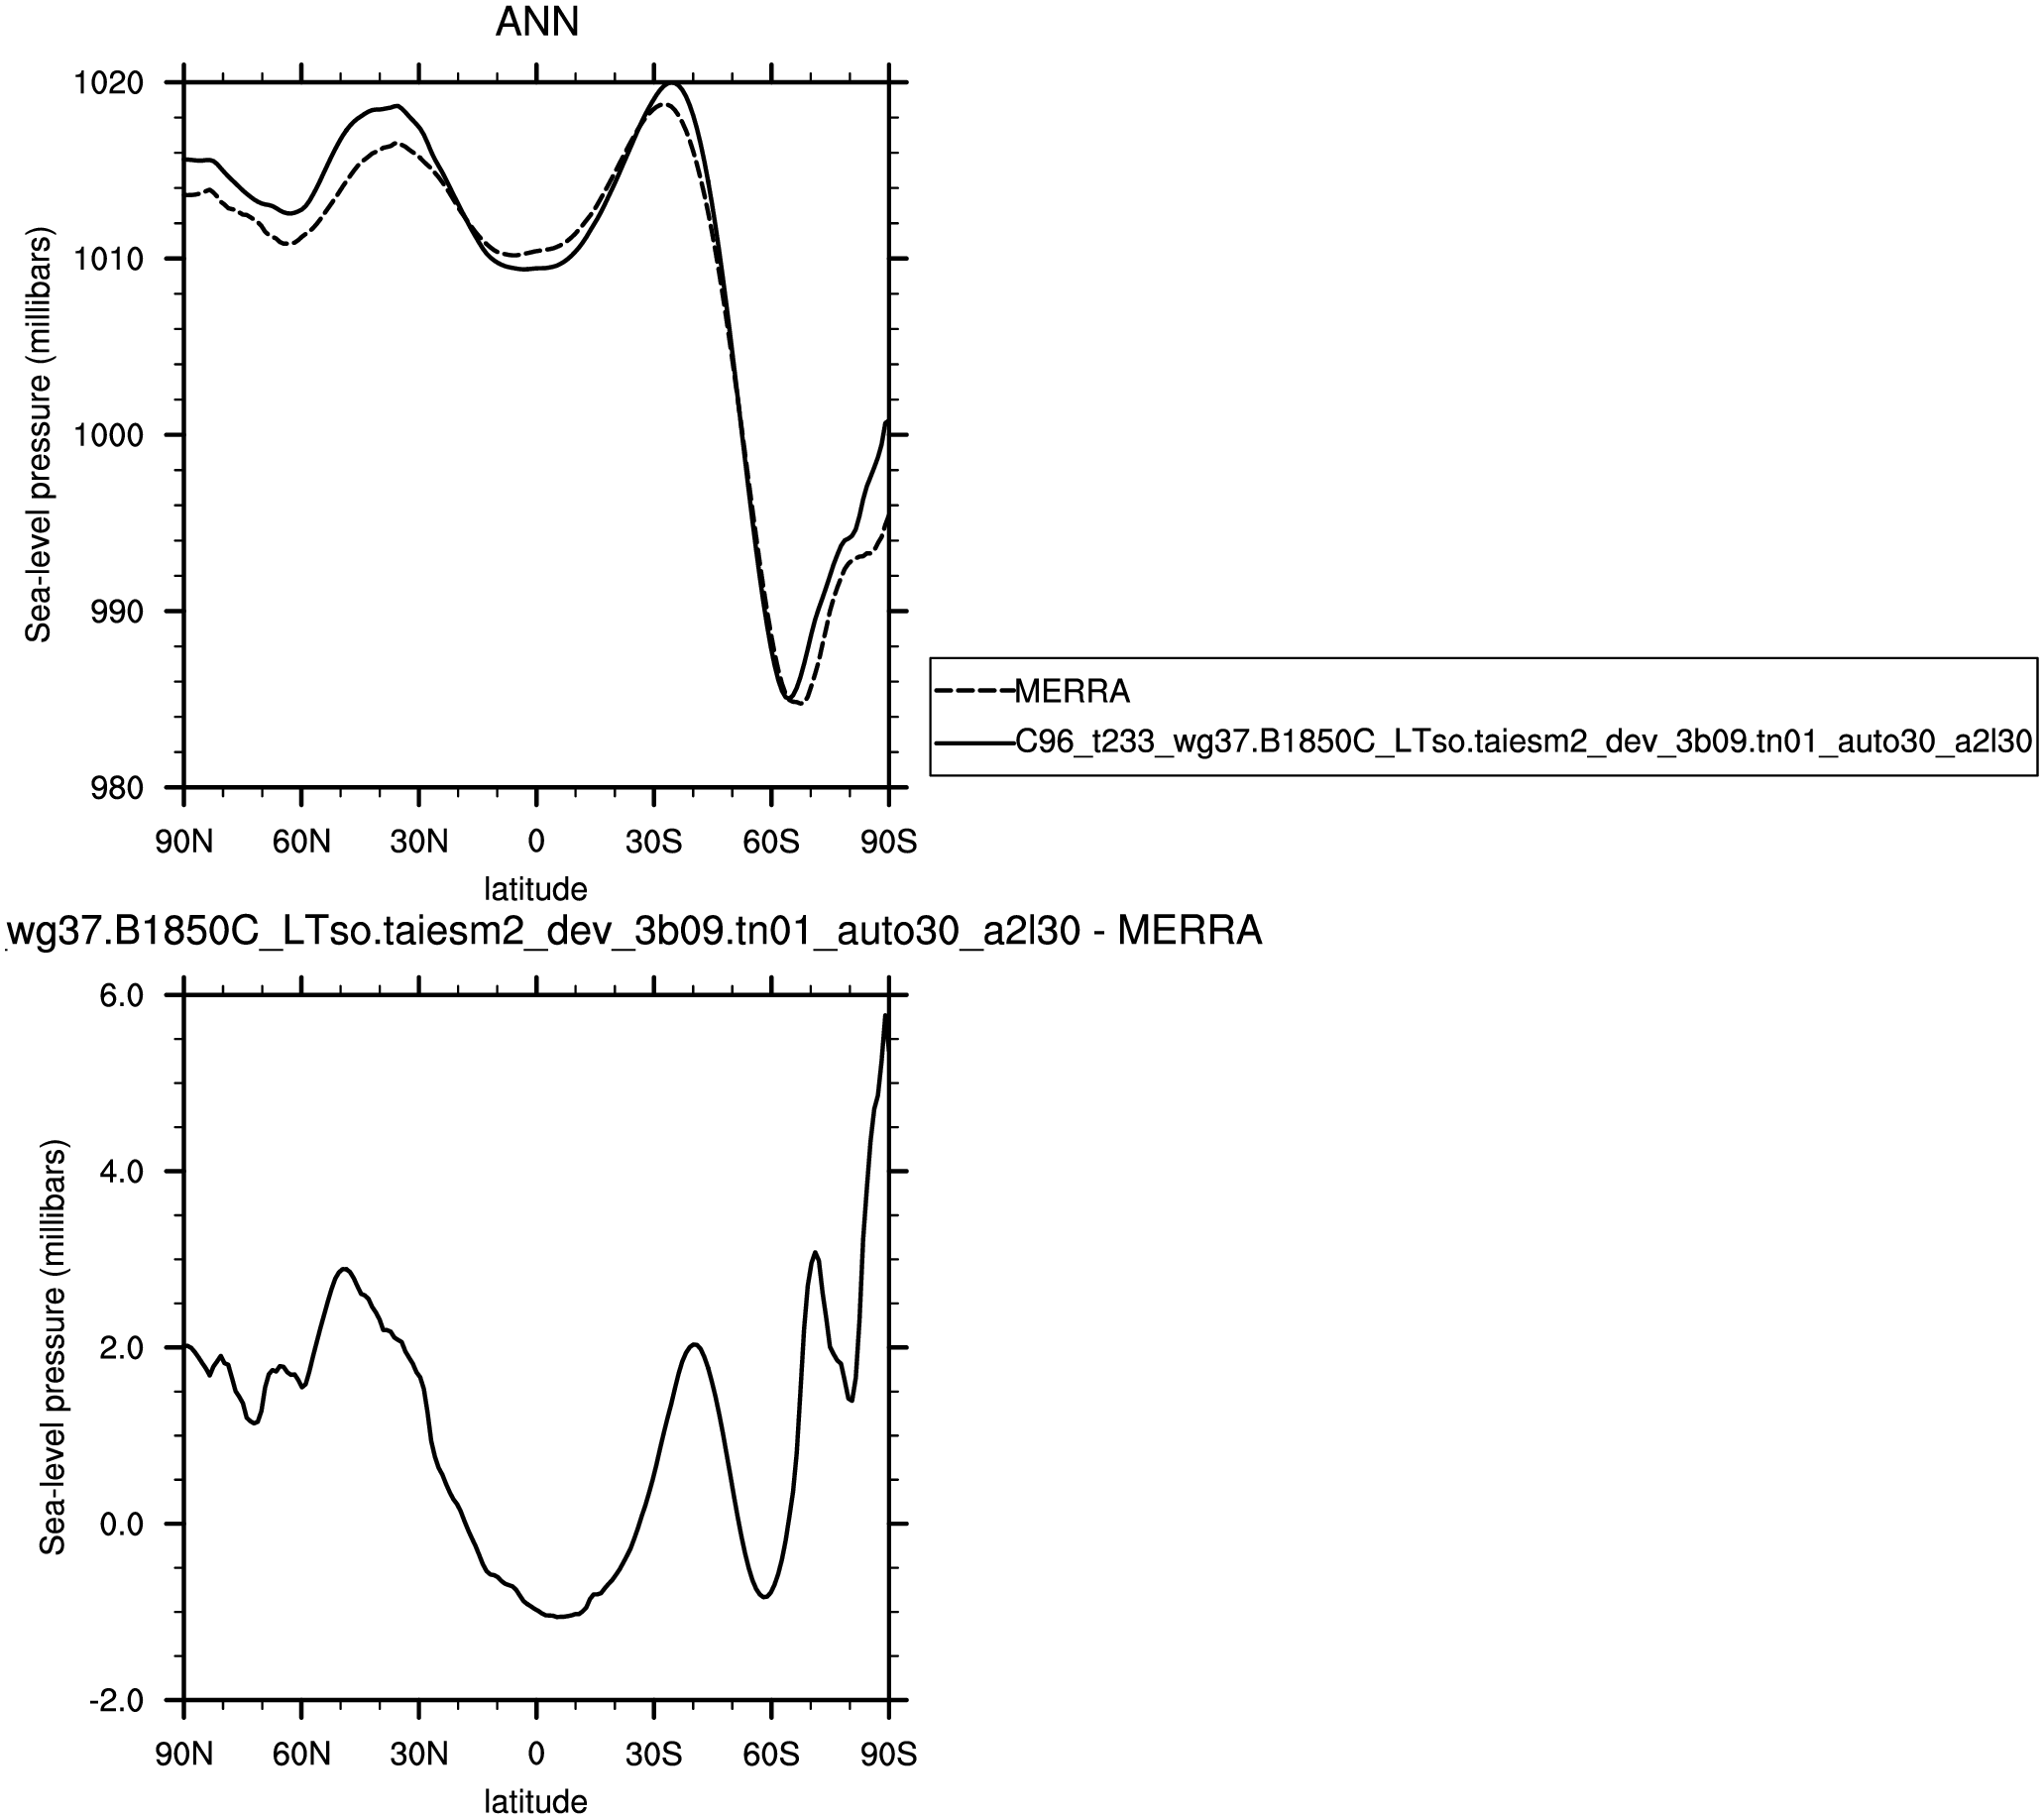 ANN
1020
1010
1000
990
980
Sea-level pressure (millibars)
90N 60N 30N 0 30S 60S 90S
latitude
MERRA
C96_t233_wg37.B1850C_LTso.taiesm2_dev_3b09.tn01_auto30_a2l30
wg37.B1850C_LTso.taiesm2_dev_3b09.tn01_auto30_a2l30 - MERRA
6.0
4.0
2.0
0.0
-2.0
Sea-level pressure (millibars)
90N 60N 30N 0 30S 60S 90S
latitude